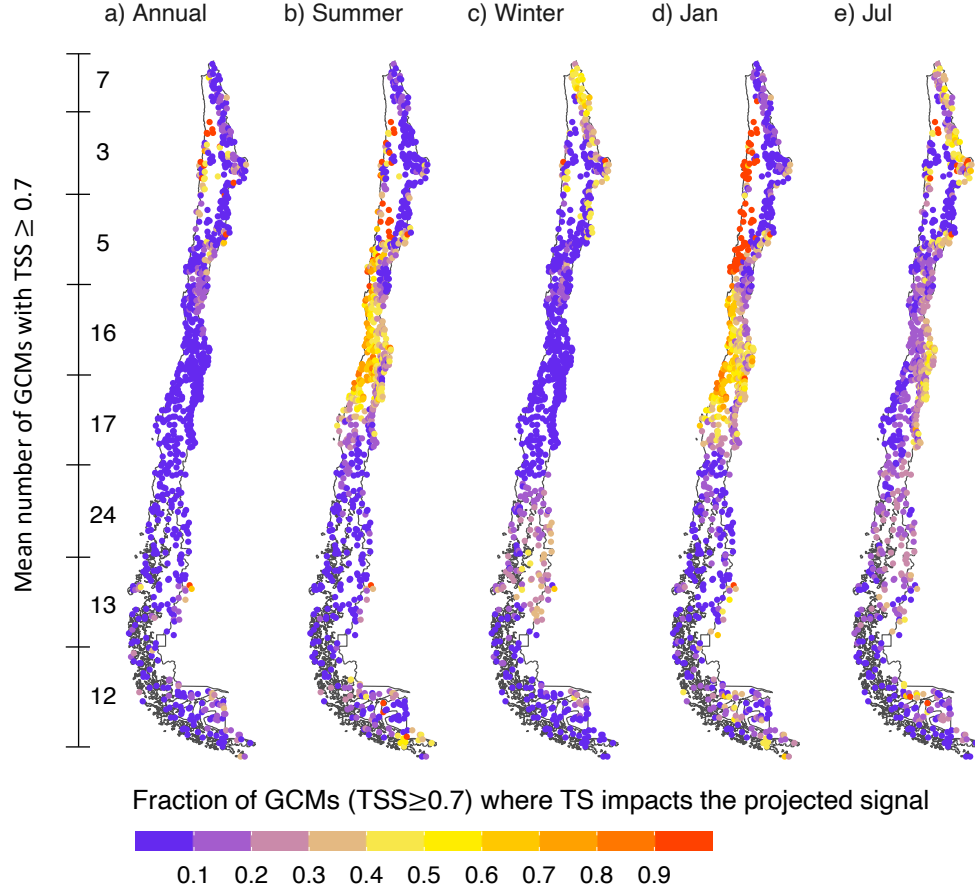 a) Annual b) Summer c) Winter d) Jan e) Jul
Mean number of GCMs with TSS ≥ 0.7
7
3
5
16
17
24
13
12
Fraction of GCMs (TSS≥0.7) where TS impacts the projected signal
0.1 0.2 0.3 0.4 0.5 0.6 0.7 0.8 0.9